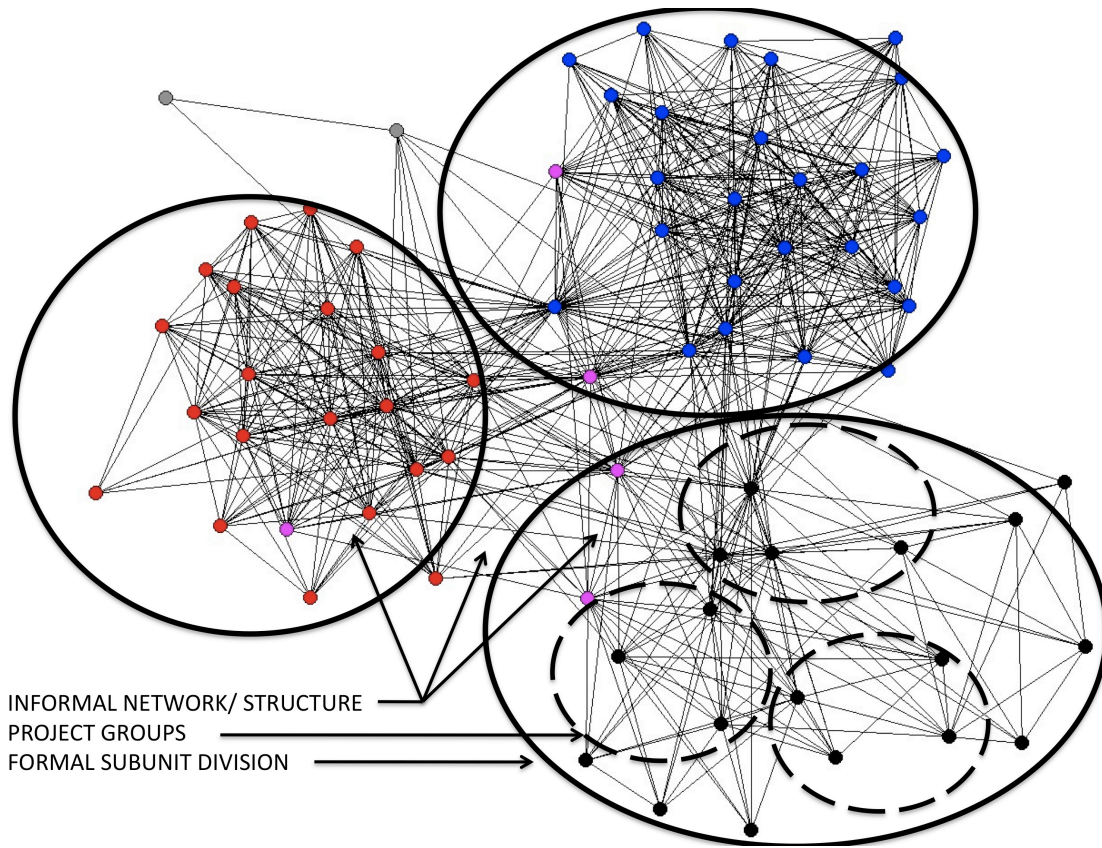 INFORMAL NETWORK/ STRUCTURE
PROJECT GROUPS
FORMAL SUBUNIT DIVISION